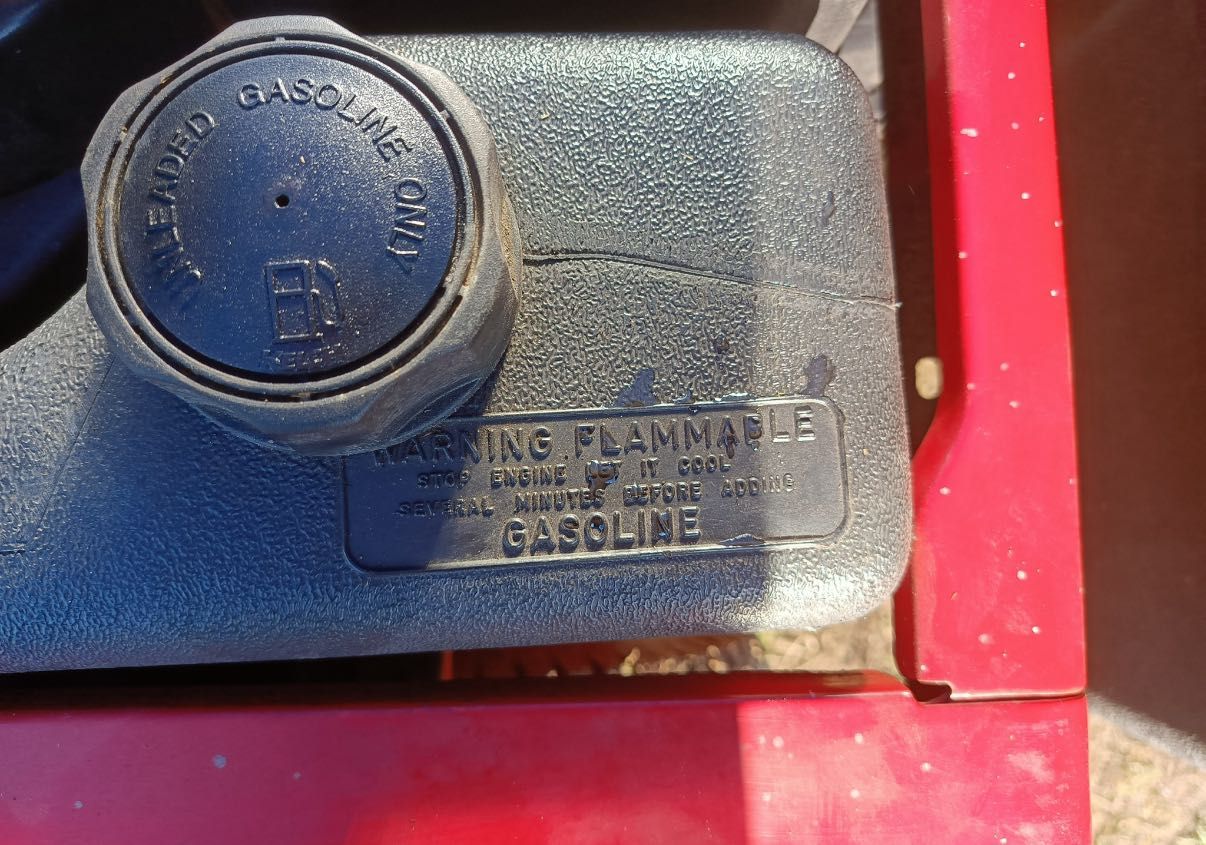 UNLEADED GASOLINE ONLY
WARNING FLAMMABLE
STOP ENGINE LET IT COOL
SEVERAL MINUTES BEFORE ADDING
GASOLINE